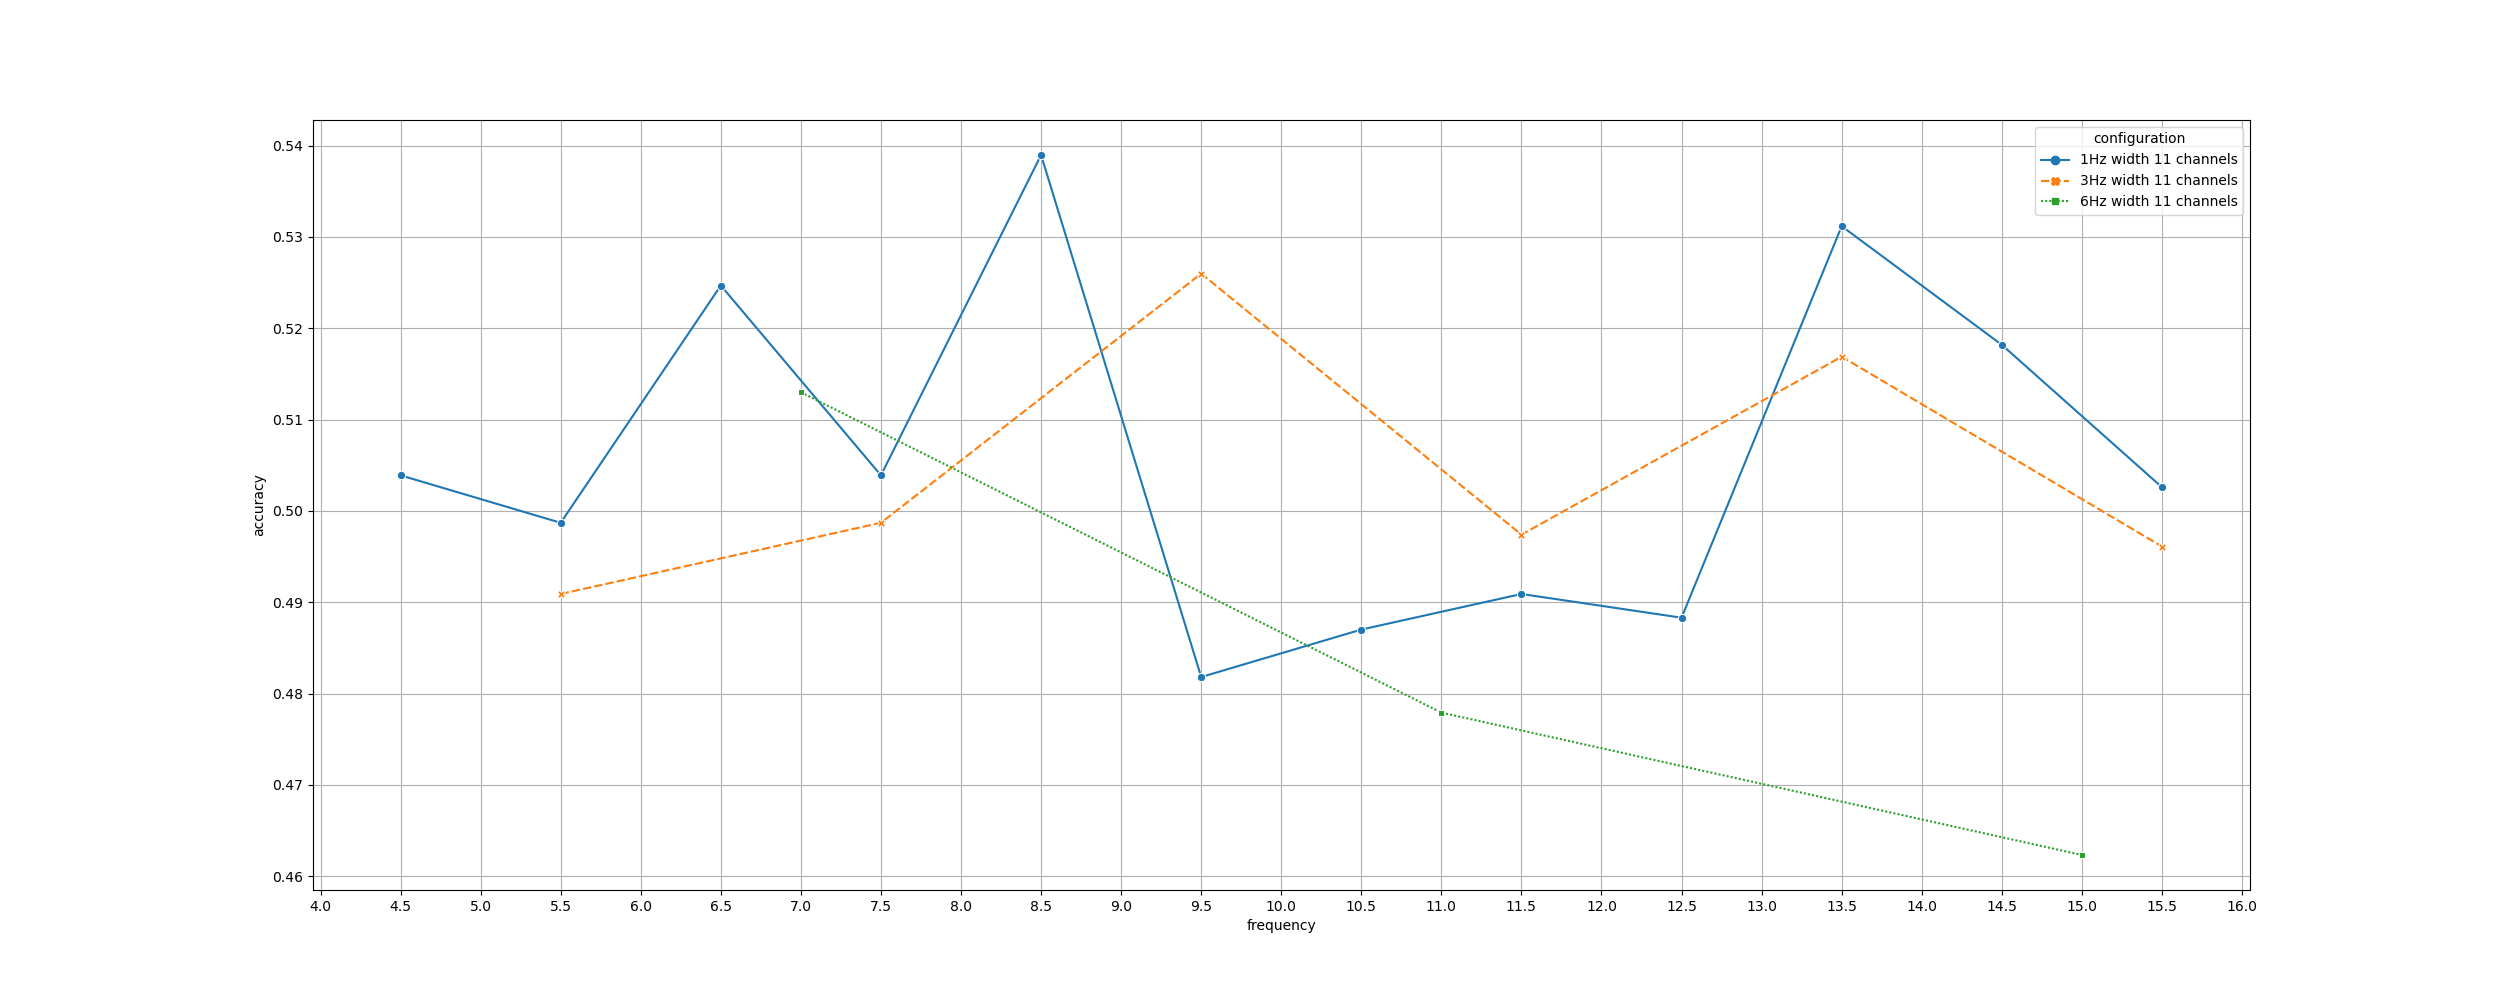 configuration
1Hz width 11 channels
3Hz width 11 channels
6Hz width 11 channels
accuracy
0.54
0.53
0.52
0.51
0.50
0.49
0.48
0.47
0.46
4.0 4.5 5.0 5.5 6.0 6.5 7.0 7.5 8.0 8.5 9.0 9.5 10.0 10.5 11.0 11.5 12.0 12.5 13.0 13.5 14.0 14.5 15.0 15.5 16.0
frequency